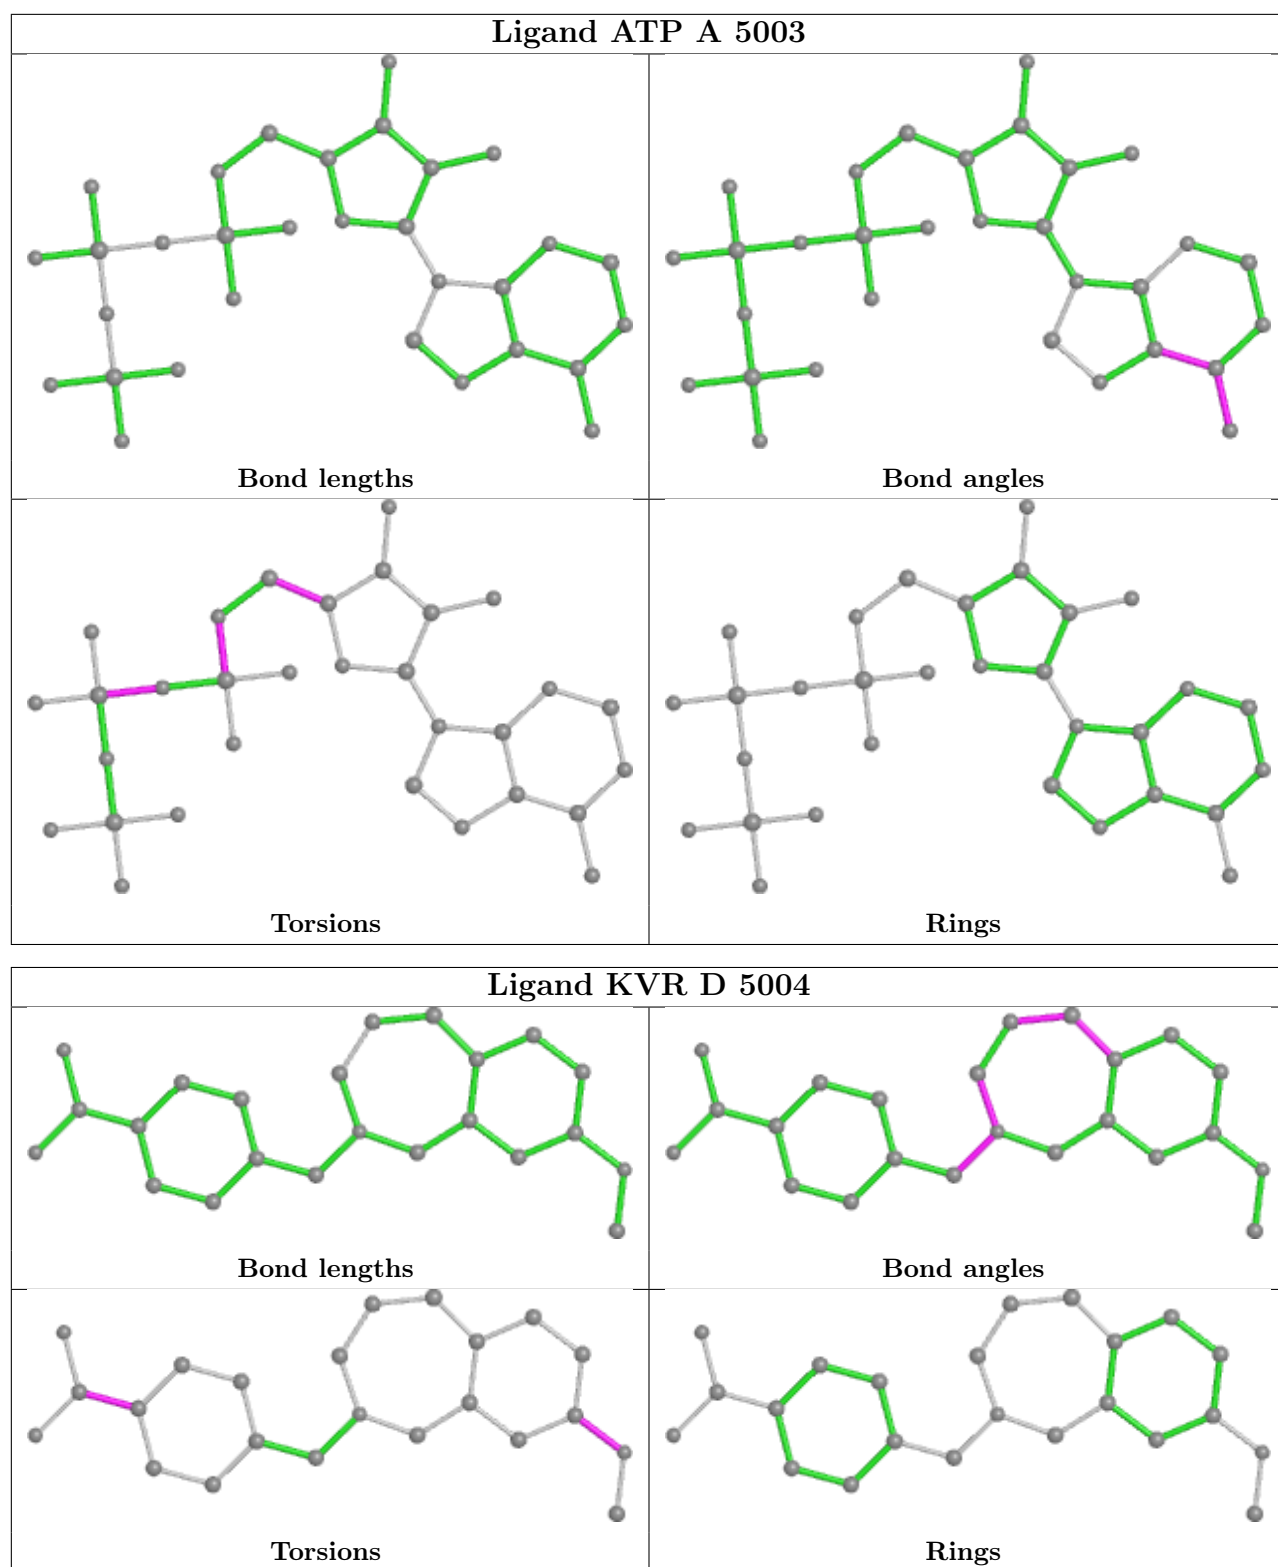 Ligand ATP A 5003
Bond lengths
Bond angles
Torsions
Rings
Ligand KVR D 5004
Bond lengths
Bond angles
Torsions
Rings